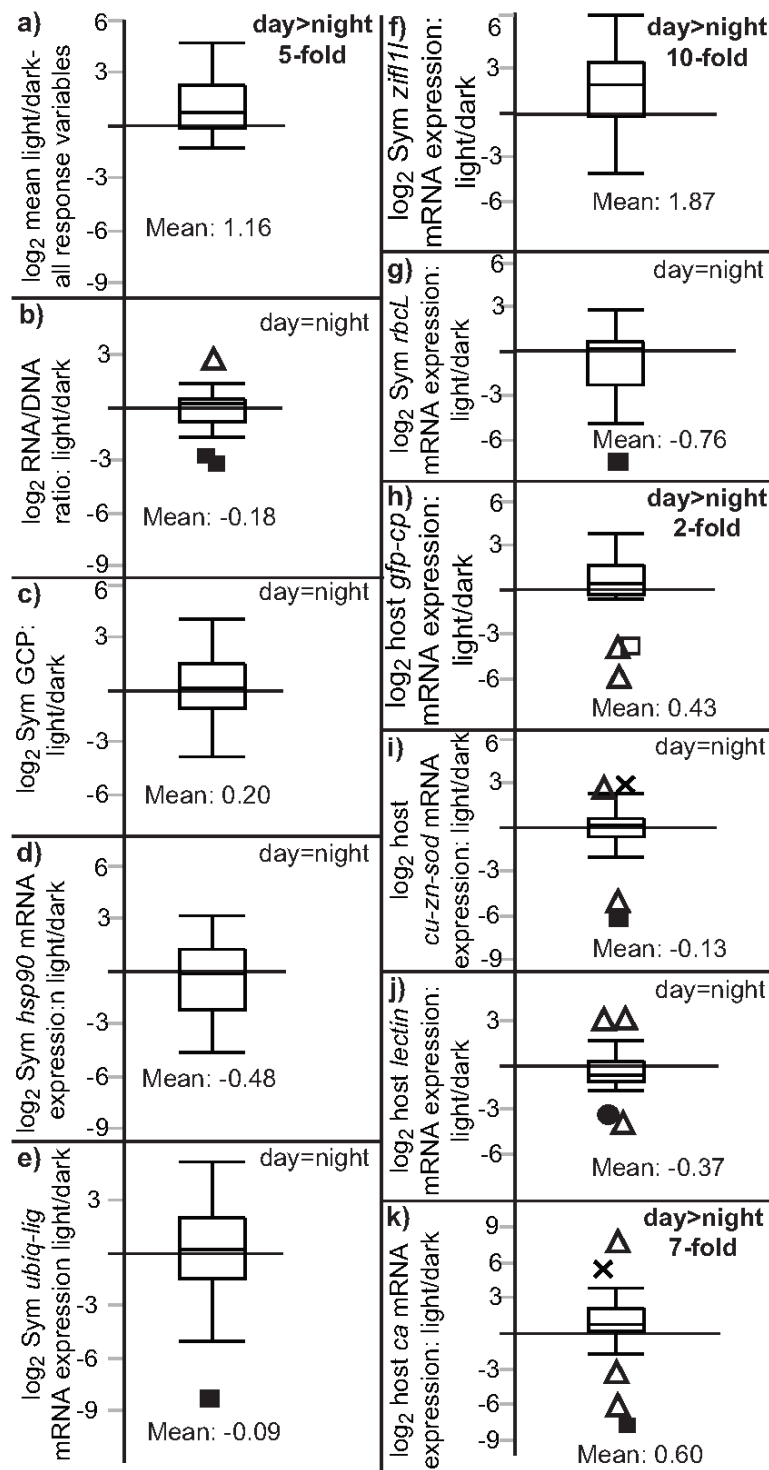 a)
day>night
5-fold
log2 mean light/dark-
all response variables
6
3
-3
-6
-9
Mean: 1.16
b)
day=night
log2 RNA/DNA
ratio: light/dark
3
-3
-6
-9
Mean: -0.18
c)
day=night
log2 Sym GCP:
light/dark
6
3
-3
-6
Mean: 0.20
d)
day=night
log2 Sym hsp90 mRNA
expressio:n light/dark
6
3
-3
-6
-9
Mean: -0.48
e)
day=night
log2 Sym ubiq-lig
mRNA expression light/dark
3
-3
-6
-9
Mean: -0.09
f)
day>night
10-fold
log2 Sym zifl1l
mRNA expression:
light/dark
6
3
-3
-6
Mean: 1.87
g)
day=night
log2 Sym rbcL
mRNA expression:
light/dark
6
3
-3
-6
Mean: -0.76
h)
day>night
2-fold
log2 host gfp-cp
mRNA expression:
light/dark
6
3
-3
-6
Mean: 0.43
i)
day=night
log2 host
cu-zn-sod mRNA
expression: light/dark
6
3
-3
-6
-9
Mean: -0.13
j)
day=night
log2 host lectin
mRNA expression:
light/dark
3
-3
-6
Mean: -0.37
k)
day>night
7-fold
log2 host ca mRNA
expression: light/dark
9
6
3
-3
-6
-9
Mean: 0.60